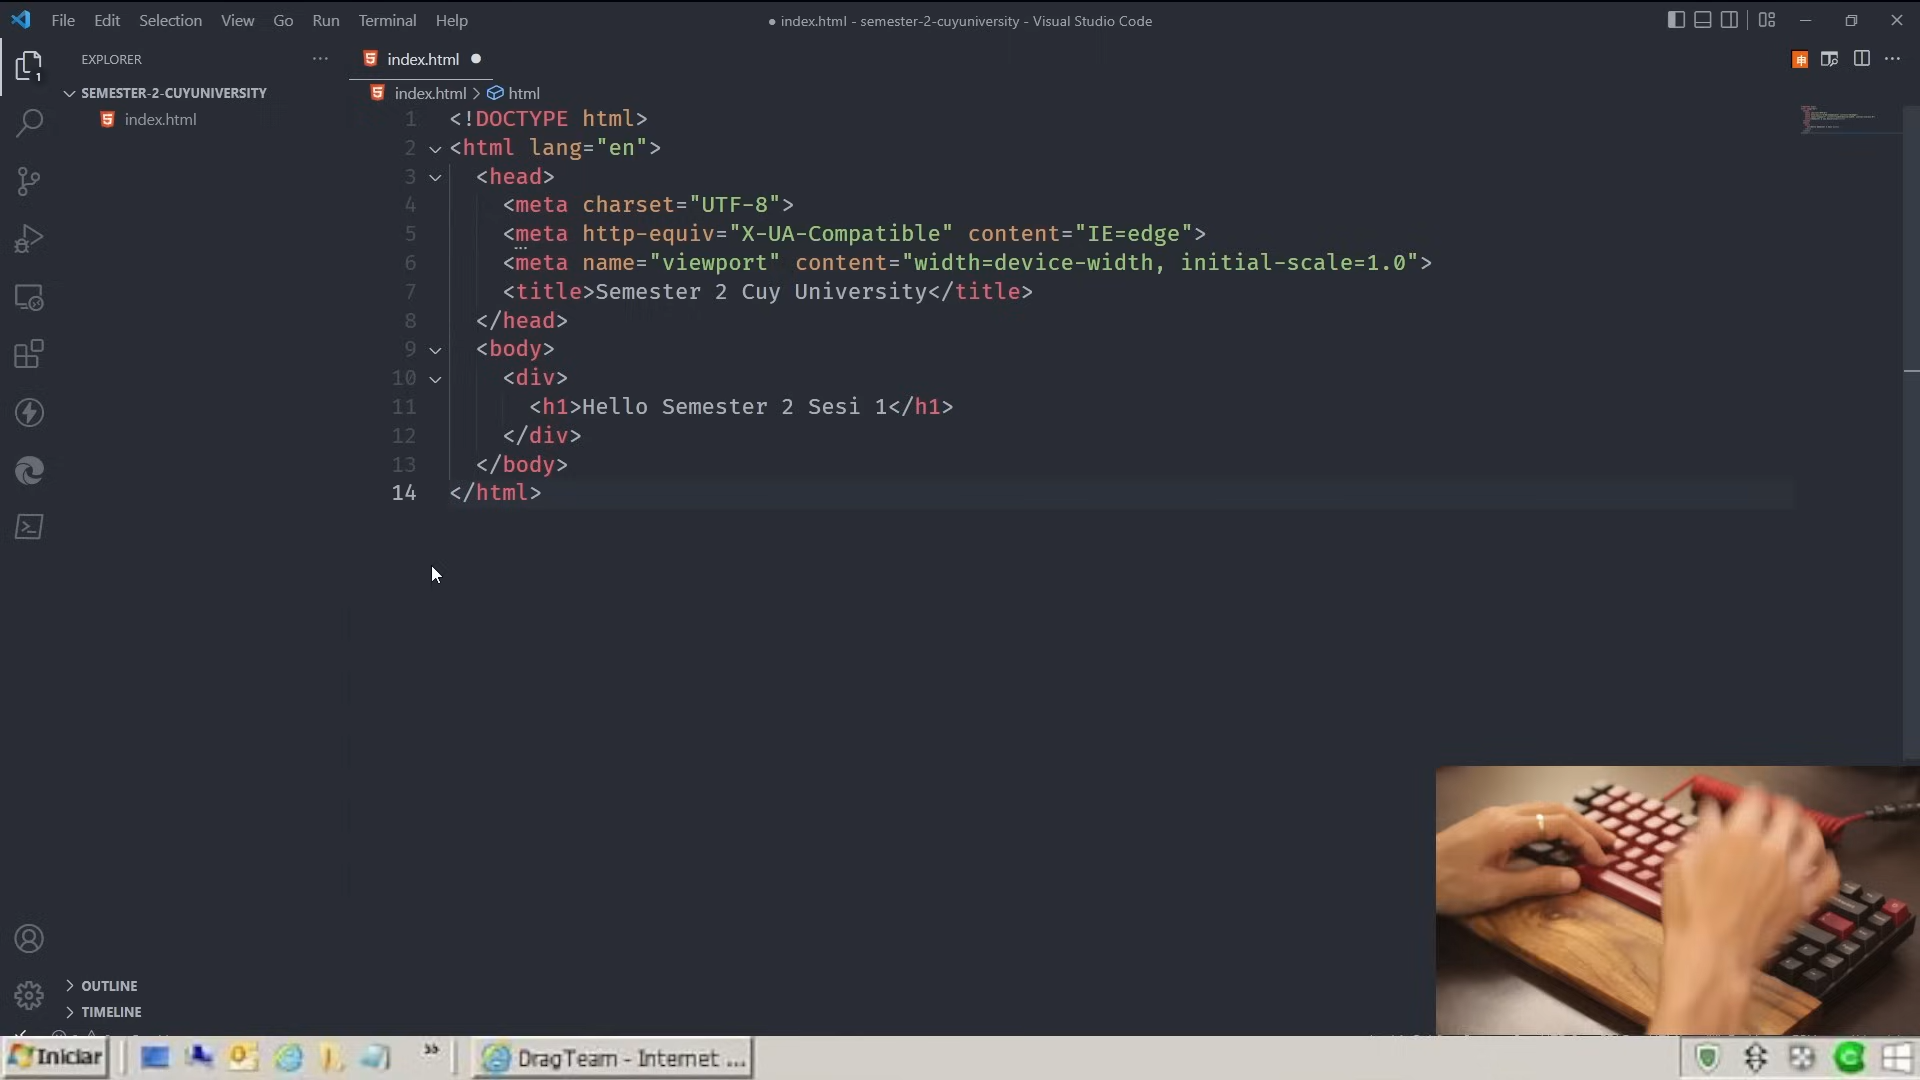 File Edit Selection View Go Run Terminal Help
● index.html - semester-2-cuyuniversity - Visual Studio Code
EXPLORER
SEMESTER-2-CUYUNIVERSITY
index.html
OUTLINE
TIMELINE
index.html
index.html > html
1 <!DOCTYPE html>
2 <html lang="en">
3 <head>
4 <meta charset="UTF-8">
5 <meta http-equiv="X-UA-Compatible" content="IE=edge">
6 <meta name="viewport" content="width=device-width, initial-scale=1.0">
7 <title>Semester 2 Cuy University</title>
8 </head>
9 <body>
10 <div>
11 <h1>Hello Semester 2 Sesi 1</h1>
12 </div>
13 </body>
14 </html>
Iniciar
DragTeam - Internet ...